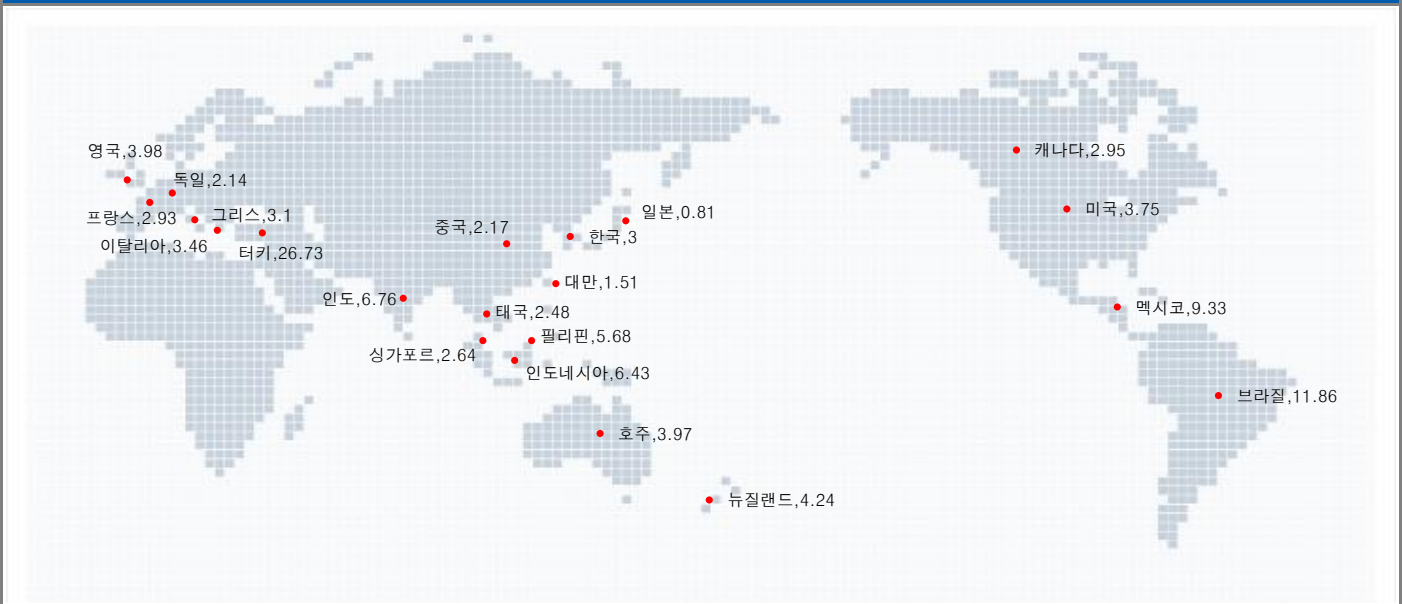 영국,3.98
캐나다,2.95
독일,2.14
미국,3.75
일본,0.81
그리스,3.1
프랑스,2.93
중국,2.17
한국,3
이탈리아,3.46
터키,26.73
대만,1.51
인도,6.76
멕시코,9.33
태국,2.48
필리핀,5.68
싱가포르,2.64
인도네시아,6.43
브라질,11.86
호주,3.97
뉴질랜드,4.24